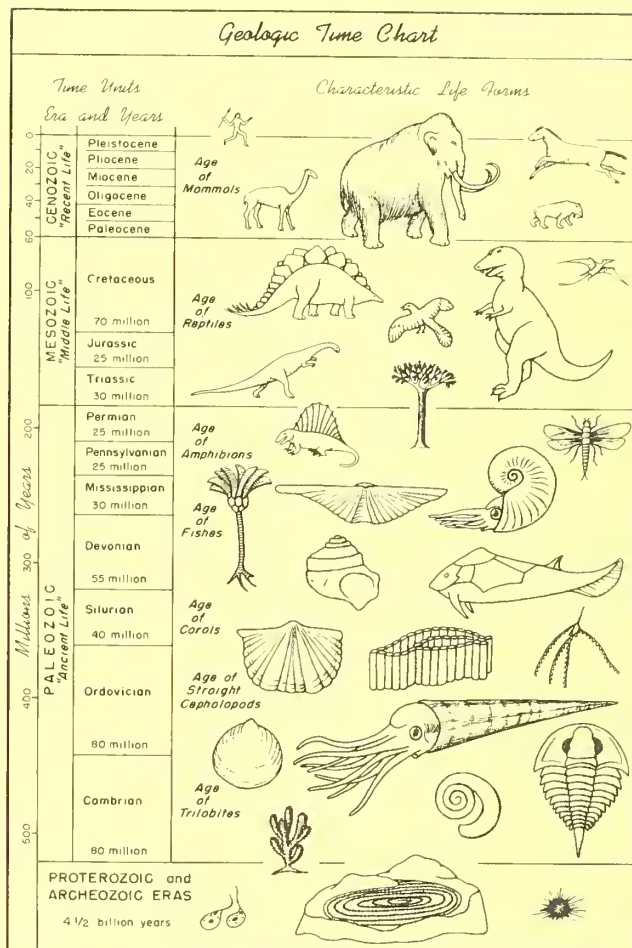 Geologic Time Chart
Time Units
Era and Years
Characteristic Life Forms
0
20
40
60
100
200
300
400
500
Millions of Years
CENOZOIC
"Recent Life"
Pleistocene
Pliocene
Miocene
Oligocene
Eocene
Paleocene
Age
of
Mammals
MESOZOIC
"Middle Life"
Cretaceous
70 million
Jurassic
25 million
Triassic
30 million
Age
of
Reptiles
PALEOZOIC
"Ancient Life"
Permian
25 million
Pennsylvanian
25 million
Mississippian
30 million
Devonian
55 million
Silurian
40 million
Ordovician
80 million
Cambrian
80 million
Age
of
Amphibians
Age
of
Fishes
Age
of
Corals
Age of
Straight
Cephalopods
Age
of
Trilobites
PROTEROZOIC and
ARCHEOZOIC ERAS
4 1/2 billion years